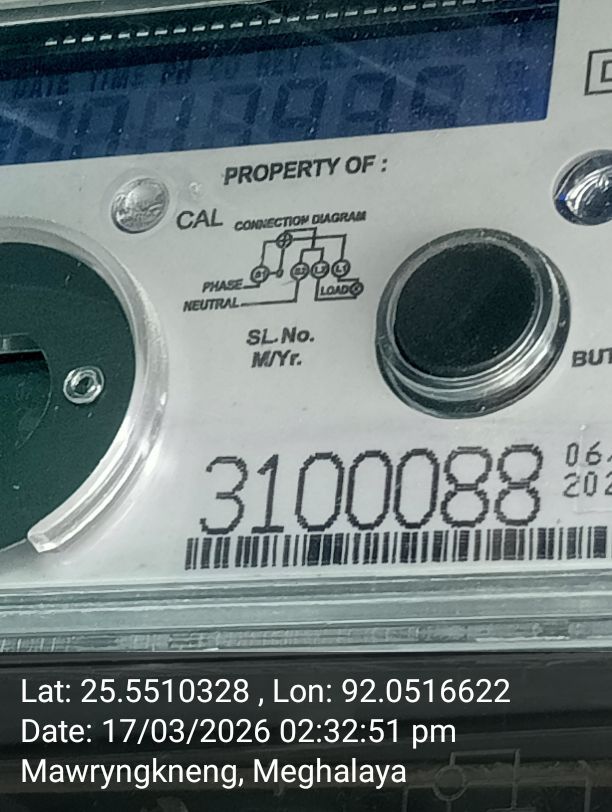 PROPERTY OF :
CAL
CONNECTION DIAGRAM
PHASE
NEUTRAL
LOAD
SL.No.
M/Yr.
3100088
Lat: 25.5510328 , Lon: 92.0516622
Date: 17/03/2026 02:32:51 pm
Mawryngkneng, Meghalaya